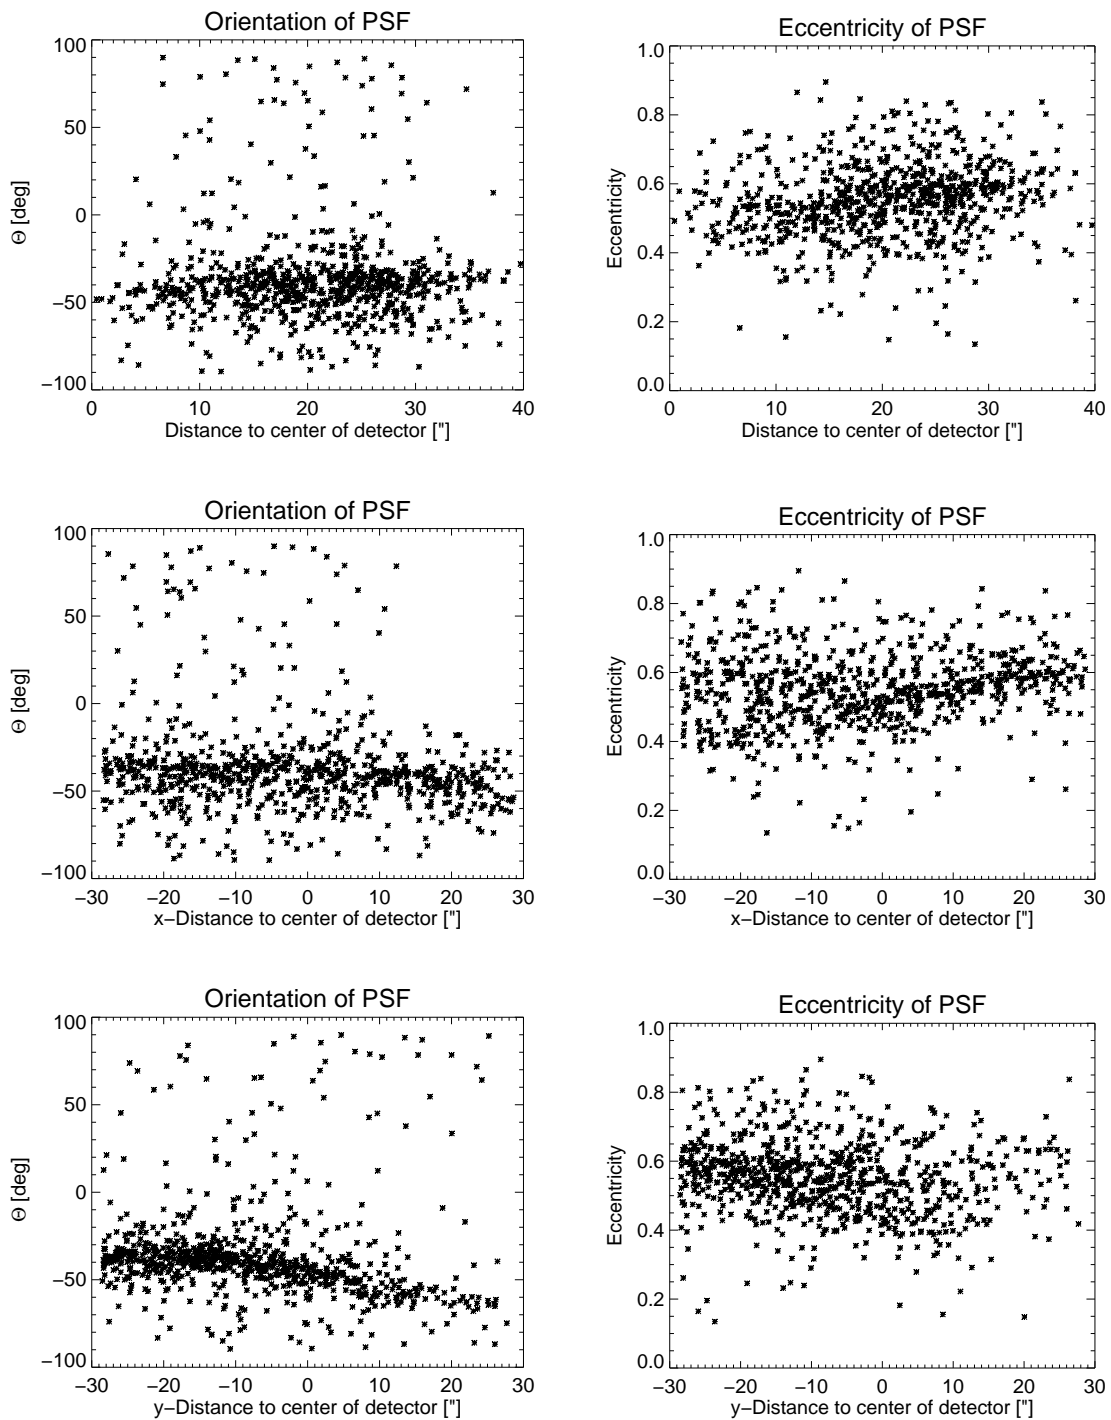 Orientation of PSF
100
50
0
−50
−100
Θ [deg]
0 10 20 30 40
Distance to center of detector ["]
Eccentricity of PSF
1.0
0.8
0.6
0.4
0.2
0.0
Eccentricity
0 10 20 30 40
Distance to center of detector ["]
Orientation of PSF
100
50
0
−50
−100
Θ [deg]
−30 −20 −10 0 10 20 30
x−Distance to center of detector ["]
Eccentricity of PSF
1.0
0.8
0.6
0.4
0.2
0.0
Eccentricity
−30 −20 −10 0 10 20 30
x−Distance to center of detector ["]
Orientation of PSF
100
50
0
−50
−100
Θ [deg]
−30 −20 −10 0 10 20 30
y−Distance to center of detector ["]
Eccentricity of PSF
1.0
0.8
0.6
0.4
0.2
0.0
Eccentricity
−30 −20 −10 0 10 20 30
y−Distance to center of detector ["]